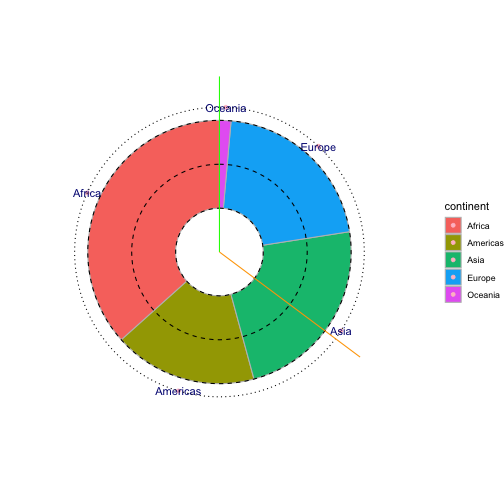 Oceania
Europe
Africa
Asia
Americas
continent
Africa
Americas
Asia
Europe
Oceania